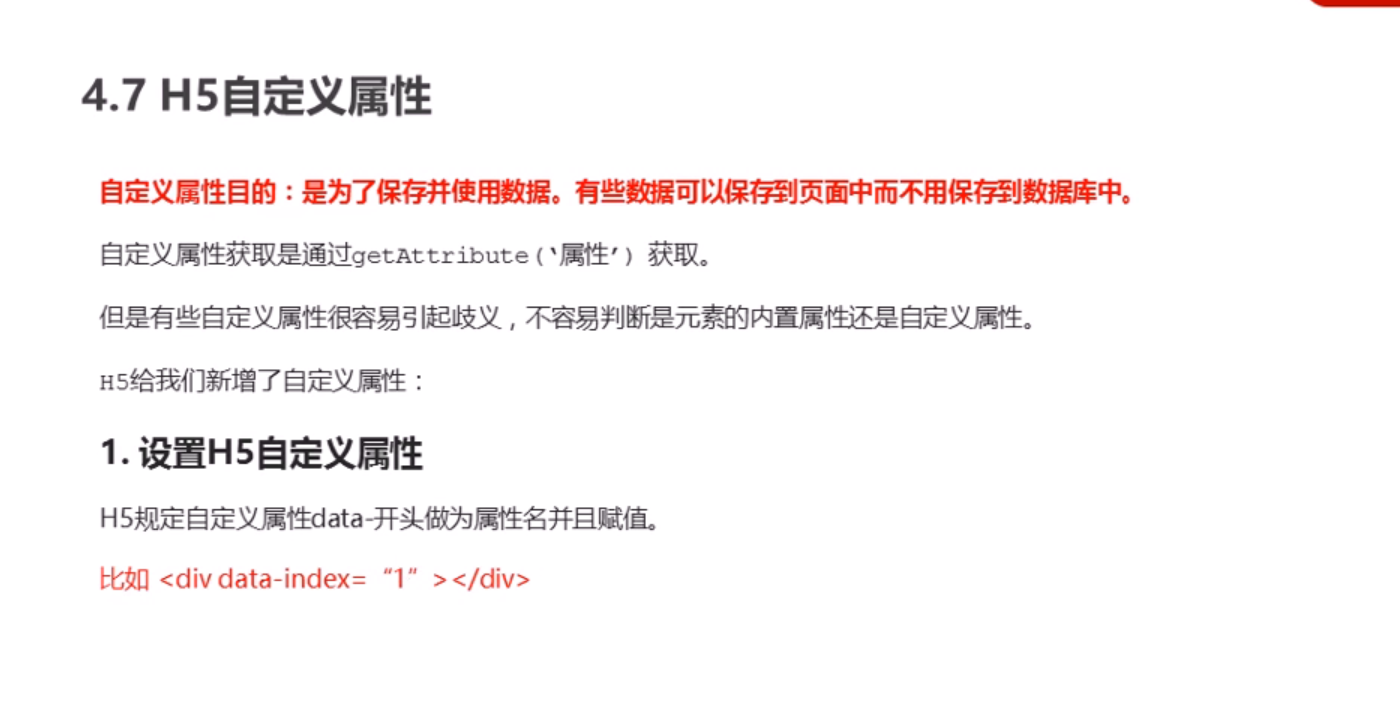 4.7 H5自定义属性
自定义属性目的：是为了保存并使用数据。有些数据可以保存到页面中而不用保存到数据库中。
自定义属性获取是通过getAttribute(‘属性’) 获取。
但是有些自定义属性很容易引起歧义，不容易判断是元素的内置属性还是自定义属性。
H5给我们新增了自定义属性：
1. 设置H5自定义属性
H5规定自定义属性data-开头做为属性名并且赋值。
比如 <div data-index=“1”></div>